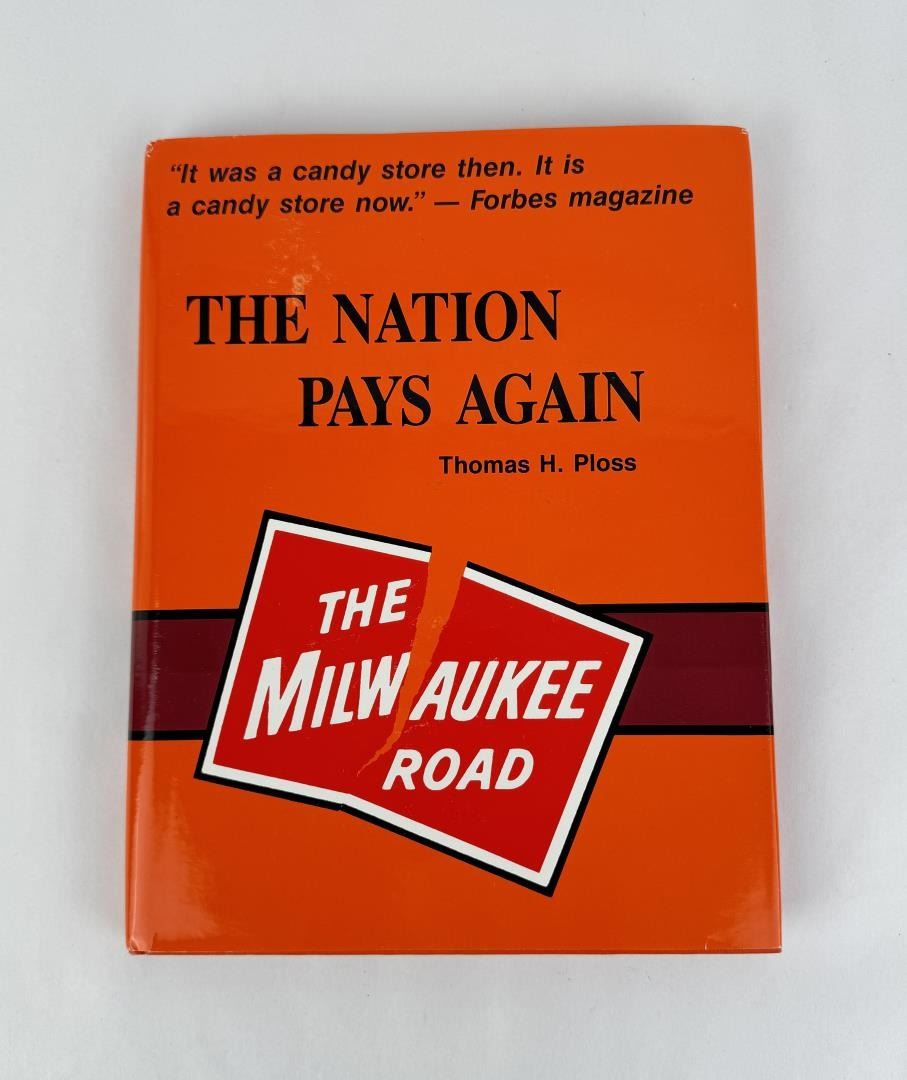 “It was a candy store then. It is
a candy store now.” — Forbes magazine
THE NATION
PAYS AGAIN
Thomas H. Ploss
THE
MILWAUKEE
ROAD